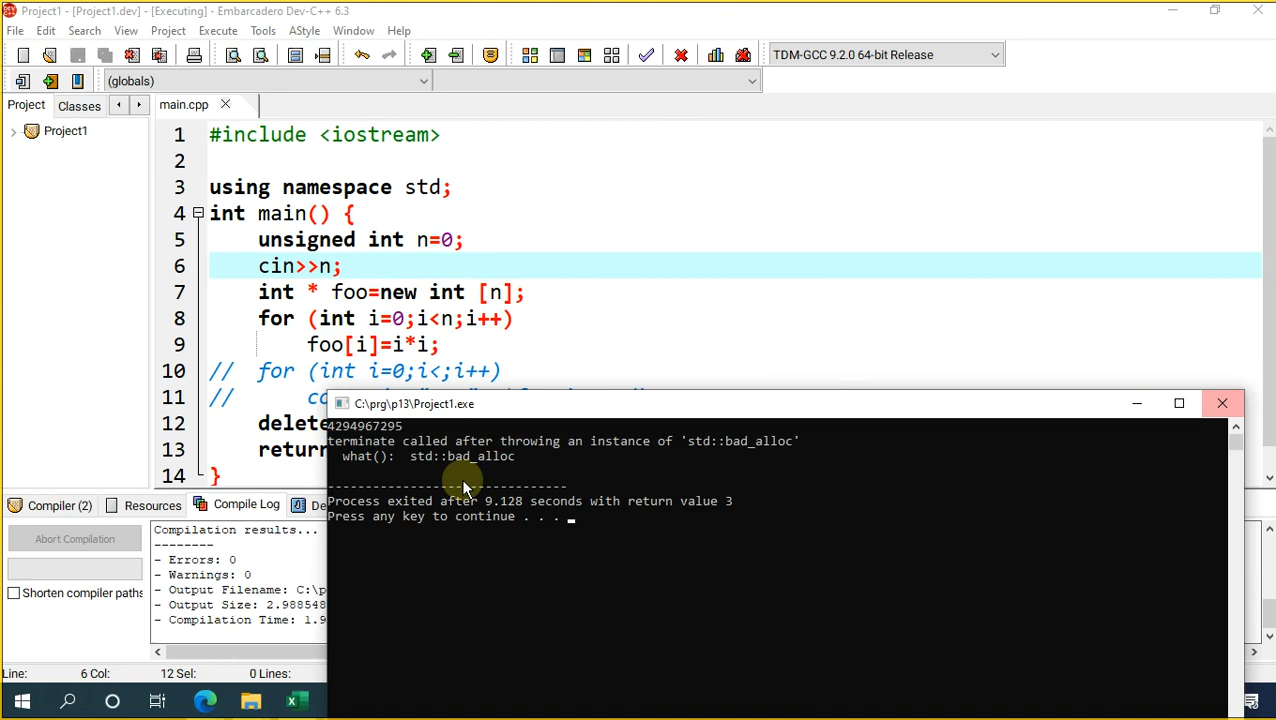 Project1 - [Project1.dev] - [Executing] - Embarcadero Dev-C++ 6.3
File Edit Search View Project Execute Tools AStyle Window Help
TDM-GCC 9.2.0 64-bit Release
(globals)
Project Classes main.cpp
Project1
1 #include <iostream>
2
3 using namespace std;
4 int main() {
5 unsigned int n=0;
6 cin>>n;
7 int * foo=new int [n];
8 for (int i=0;i<n;i++)
9 foo[i]=i*i;
10 // for (int i=0;i<;i++)
11 //
12 delete
13 return
14 }
C:\prg\p13\Project1.exe
4294967295
terminate called after throwing an instance of 'std::bad_alloc'
what(): std::bad_alloc
--------------------------------
Process exited after 9.128 seconds with return value 3
Press any key to continue . . .
Compiler (2) Resources Compile Log De
Abort Compilation
Shorten compiler paths
Compilation results...
--------
- Errors: 0
- Warnings: 0
- Output Filename: C:\p
- Output Size: 2.988548
- Compilation Time: 1.9
Line: 6 Col: 12 Sel: 0 Lines: